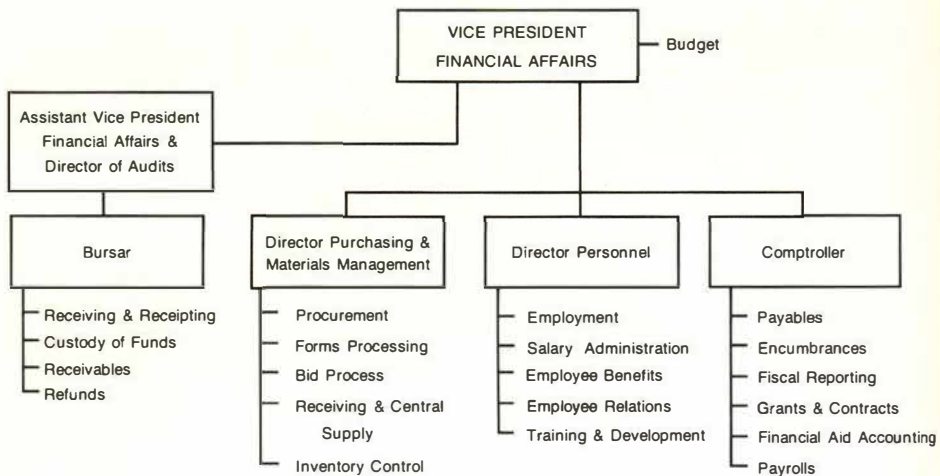 VICE PRESIDENT
FINANCIAL AFFAIRS
Budget
Assistant Vice President
Financial Affairs &
Director of Audits
Bursar
Receiving & Receipting
Custody of Funds
Receivables
Refunds
Director Purchasing &
Materials Management
Procurement
Forms Processing
Bid Process
Receiving & Central
Supply
Inventory Control
Director Personnel
Employment
Salary Administration
Employee Benefits
Employee Relations
Training & Development
Comptroller
Payables
Encumbrances
Fiscal Reporting
Grants & Contracts
Financial Aid Accounting
Payrolls